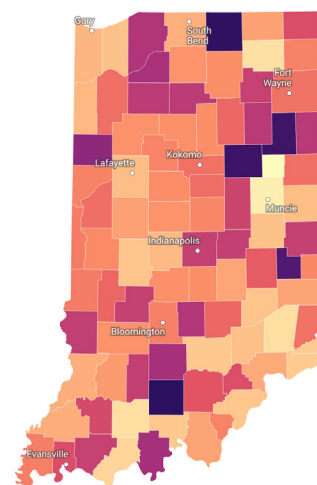 Gary
South
Bend
Fort
Wayne
Kokomo
Lafayette
Muncie
Indianapolis
Bloomington
Evansville